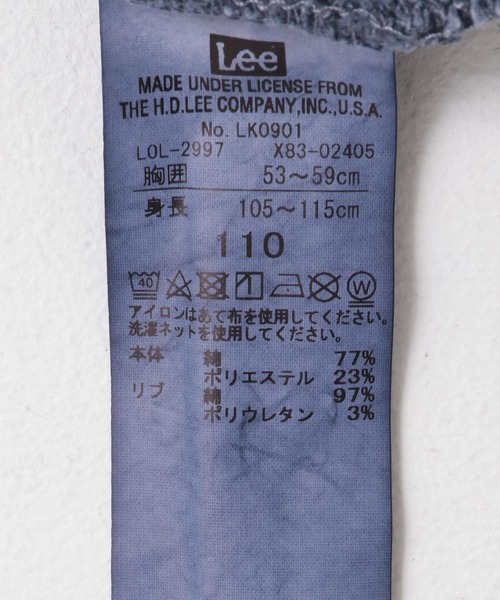 Lee
MADE UNDER LICENSE FROM
THE H.D.LEE COMPANY,INC.,U.S.A.
No. LK0901
LOL-2997 X83-02405
胸囲 53～59cm
身長 105～115cm
110
40 W
アイロンはあて布を使用してください。
洗濯ネットを使用してください。
本体 綿 77%
ポリエステル 23%
リブ 綿 97%
ポリウレタン 3%